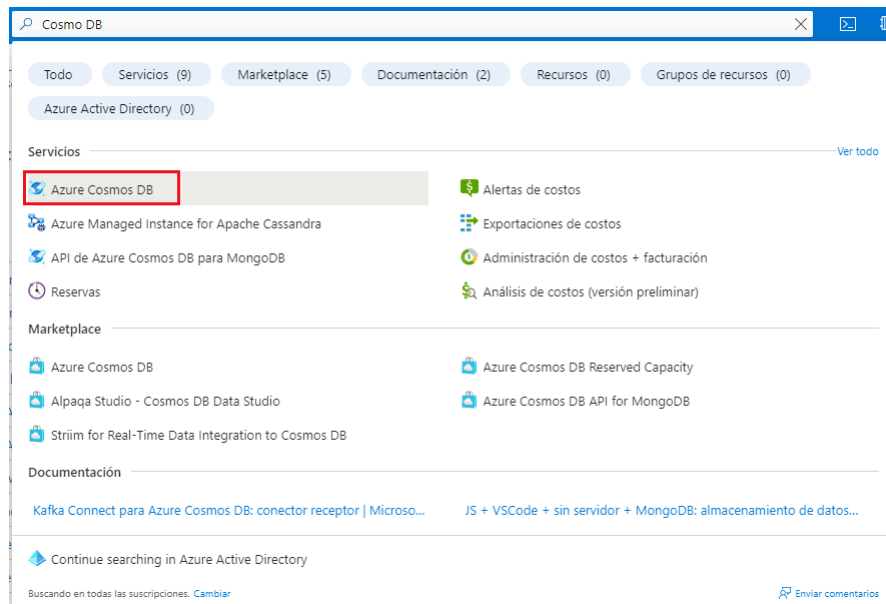 Cosmo DB
Todo Servicios (9) Marketplace (5) Documentación (2) Recursos (0) Grupos de recursos (0)
Azure Active Directory (0)
Servicios Ver todo
Azure Cosmos DB Alertas de costos
Azure Managed Instance for Apache Cassandra Exportaciones de costos
API de Azure Cosmos DB para MongoDB Administración de costos + facturación
Reservas Análisis de costos (versión preliminar)
Marketplace
Azure Cosmos DB Azure Cosmos DB Reserved Capacity
Alpaqa Studio - Cosmos DB Data Studio Azure Cosmos DB API for MongoDB
Striim for Real-Time Data Integration to Cosmos DB
Documentación
Kafka Connect para Azure Cosmos DB: conector receptor | Microso... JS + VSCode + sin servidor + MongoDB: almacenamiento de datos...
Continue searching in Azure Active Directory
Buscando en todas las suscripciones. Cambiar Enviar comentarios